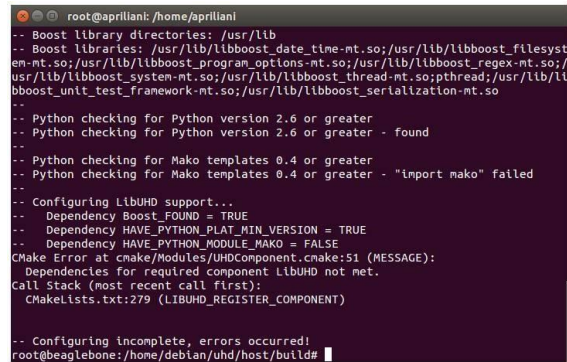 root@apriliani: /home/apriliani
-- Boost library directories: /usr/lib
-- Boost libraries: /usr/lib/libboost_date_time-mt.so;/usr/lib/libboost_filesyst
em-mt.so;/usr/lib/libboost_program_options-mt.so;/usr/lib/libboost_regex-mt.so;/
usr/lib/libboost_system-mt.so;/usr/lib/libboost_thread-mt.so;pthread;/usr/lib/li
bboost_unit_test_framework-mt.so;/usr/lib/libboost_serialization-mt.so
--
-- Python checking for Python version 2.6 or greater
-- Python checking for Python version 2.6 or greater - found
--
-- Python checking for Mako templates 0.4 or greater
-- Python checking for Mako templates 0.4 or greater - "import mako" failed
--
-- Configuring LibUHD support...
--   Dependency Boost_FOUND = TRUE
--   Dependency HAVE_PYTHON_PLAT_MIN_VERSION = TRUE
--   Dependency HAVE_PYTHON_MODULE_MAKO = FALSE
CMake Error at cmake/Modules/UHDComponent.cmake:51 (MESSAGE):
  Dependencies for required component LibUHD not met.
Call Stack (most recent call first):
  CMakeLists.txt:279 (LIBUHD_REGISTER_COMPONENT)
-- Configuring incomplete, errors occurred!
root@beaglebone:/home/debian/uhd/host/build#